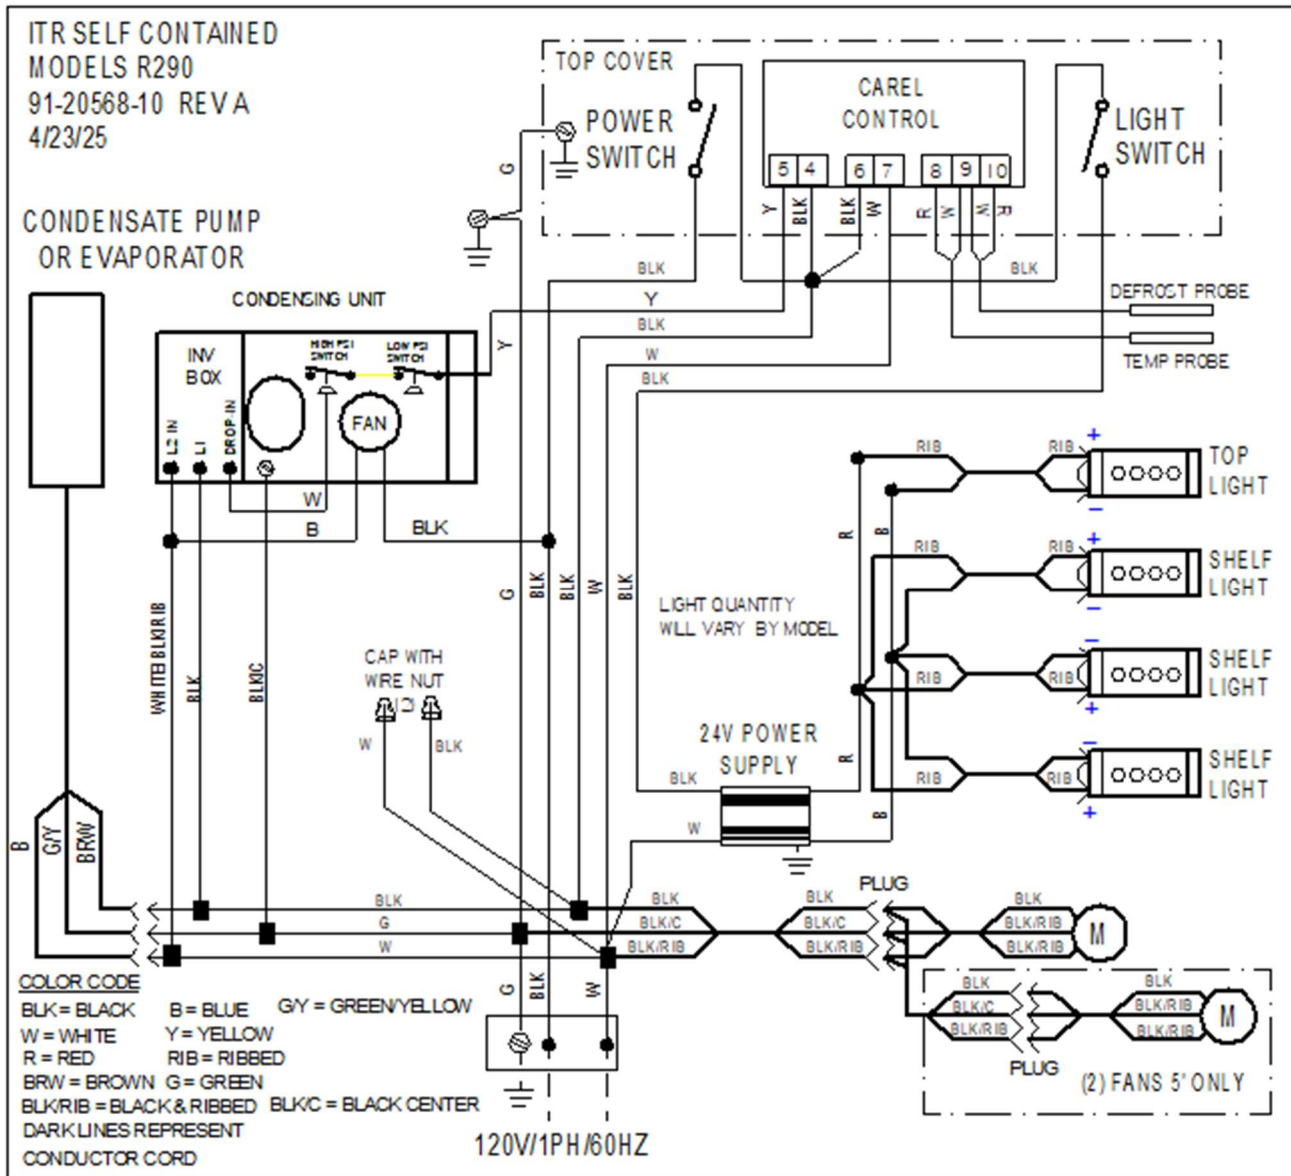 ITR SELF CONTAINED
MODELS R290
91-20568-10 REV A
4/23/25
TOP COVER
POWER
SWITCH
CAREL
CONTROL
LIGHT
SWITCH
5 4 6 7 8 9 10
G
Y
BLK
BLK
W
R
W
W
R
CONDENSATE PUMP
OR EVAPORATOR
CONDENSING UNIT
BLK
BLK
Y
BLK
W
BLK
DEFROST PROBE
TEMP PROBE
INV
BOX
HIGH PSI
SWITCH
LOW PSI
SWITCH
Y
FAN
L2 IN
L1
DROP-IN
W
B
BLK
RIB
RIB
+
−
TOP
LIGHT
R
B
RIB
RIB
+
−
SHELF
LIGHT
G
BLK
BLK
W
BLK
LIGHT QUANTITY
WILL VARY BY MODEL
WHITE BLK/RIB
BLK
BLK/C
CAP WITH
WIRE NUT
(2)
W
BLK
RIB
RIB
−
+
SHELF
LIGHT
24V POWER
SUPPLY
BLK
W
R
B
RIB
RIB
−
+
SHELF
LIGHT
B
G/Y
BRW
BLK
G
W
BLK
BLK/C
BLK/RIB
BLK
BLK/C
BLK/RIB
PLUG
BLK
BLK/RIB
BLK/RIB
M
G
BLK
W
BLK
BLK/C
BLK/RIB
PLUG
BLK
BLK/RIB
BLK/RIB
M
(2) FANS 5' ONLY
COLOR CODE
BLK = BLACK B = BLUE G/Y = GREEN/YELLOW
W = WHITE Y = YELLOW
R = RED RIB = RIBBED
BRW = BROWN G = GREEN
BLK/RIB = BLACK & RIBBED BLK/C = BLACK CENTER
DARK LINES REPRESENT
CONDUCTOR CORD
120V/1PH/60HZ